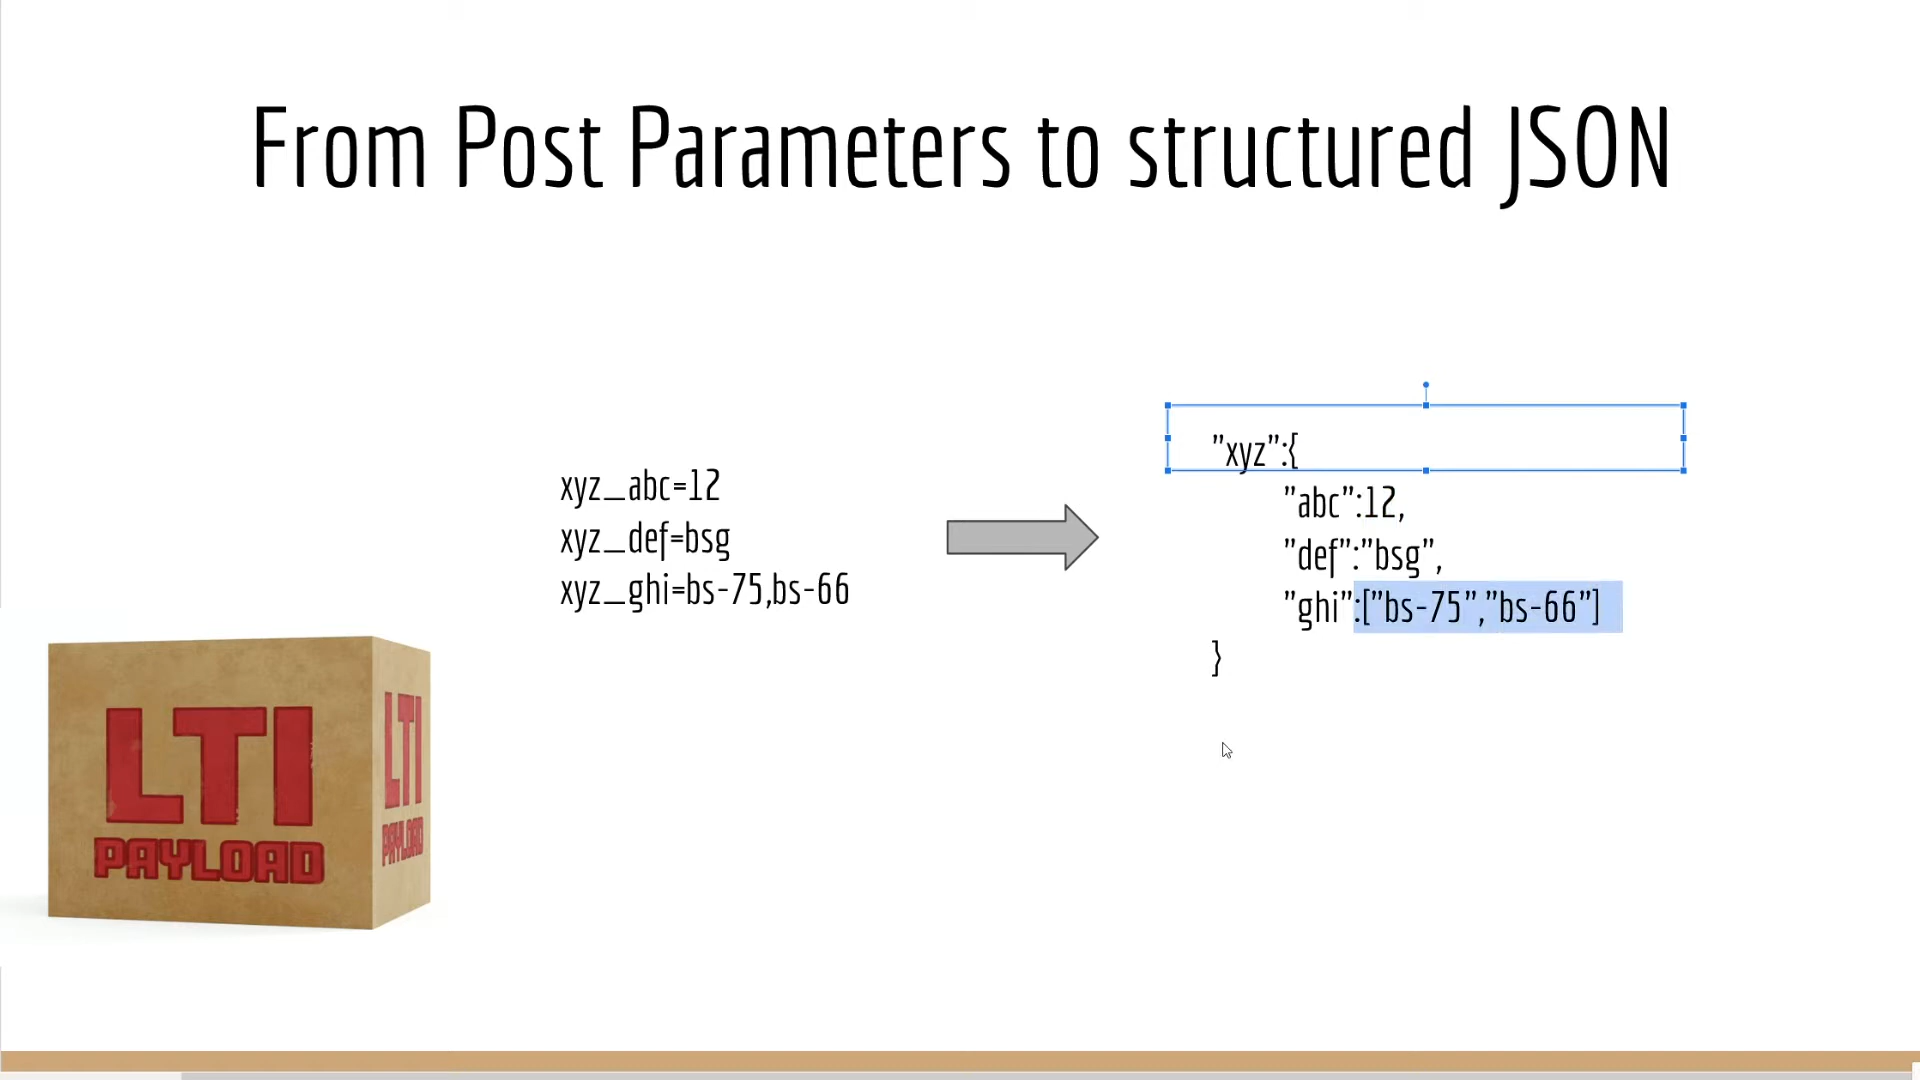 From Post Parameters to structured JSON
xyz_abc=12
xyz_def=bsg
xyz_ghi=bs-75,bs-66
"xyz":{
"abc":12,
"def":"bsg",
"ghi":["bs-75","bs-66"]
}
LTI
PAYLOAD
LTI
PAYLOAD